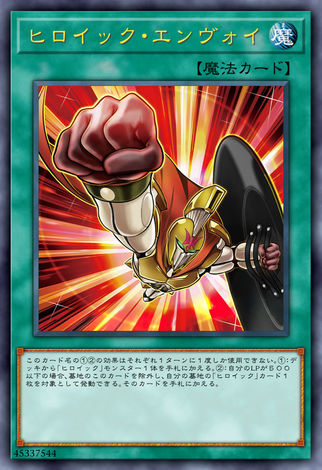 ヒロイック・エンヴォイ 魔
【魔法カード】
このカード名の①②の効果はそれぞれ1ターンに1度しか使用できない。①:
デッキから「ヒロイック」モンスター1体を手札に加える。②:自分のLPが500
以下の場合、墓地のこのカードを除外し、自分の墓地の「ヒロイック」カード1
枚を対象として発動できる。そのカードを手札に加える。
45337544